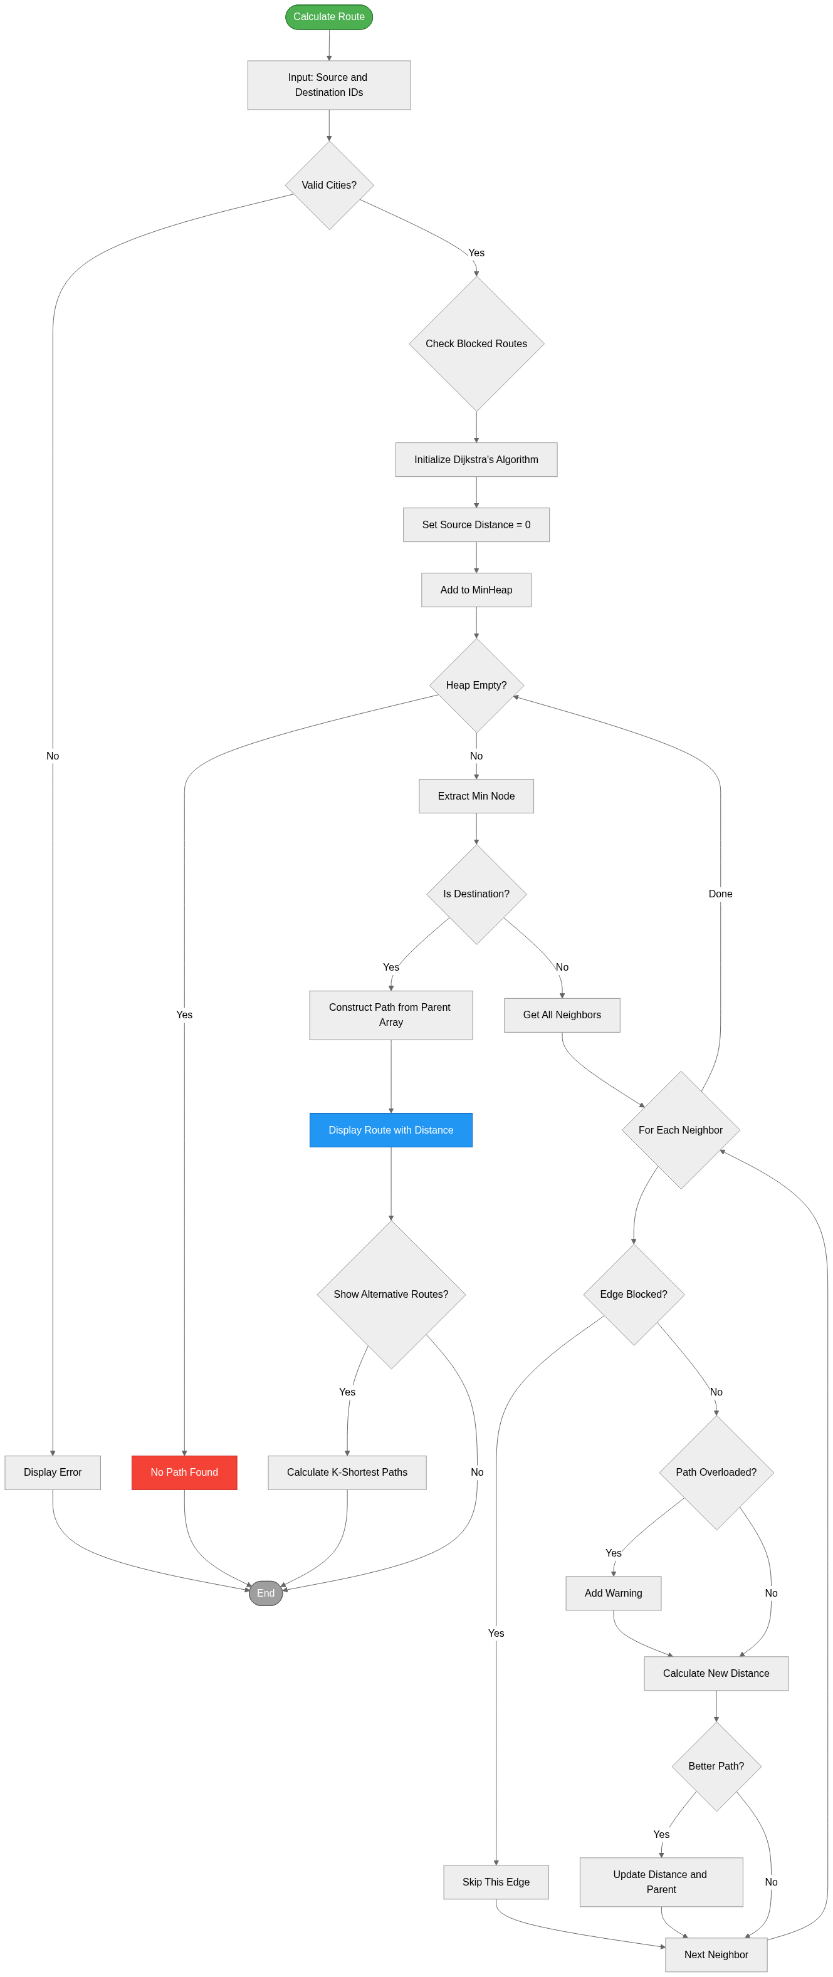 Calculate Route
Input: Source and
Destination IDs
Valid Cities?
Yes
Check Blocked Routes
Initialize Dijkstra's Algorithm
Set Source Distance = 0
Add to MinHeap
Heap Empty?
No
No
Extract Min Node
Is Destination?
Done
Yes
No
Construct Path from Parent
Array
Get All Neighbors
Yes
Display Route with Distance
For Each Neighbor
Show Alternative Routes?
Edge Blocked?
Yes
No
Display Error
No Path Found
Calculate K-Shortest Paths
No
Path Overloaded?
Yes
End
Add Warning
No
Yes
Calculate New Distance
Better Path?
Yes
Skip This Edge
Update Distance and
Parent
No
Next Neighbor